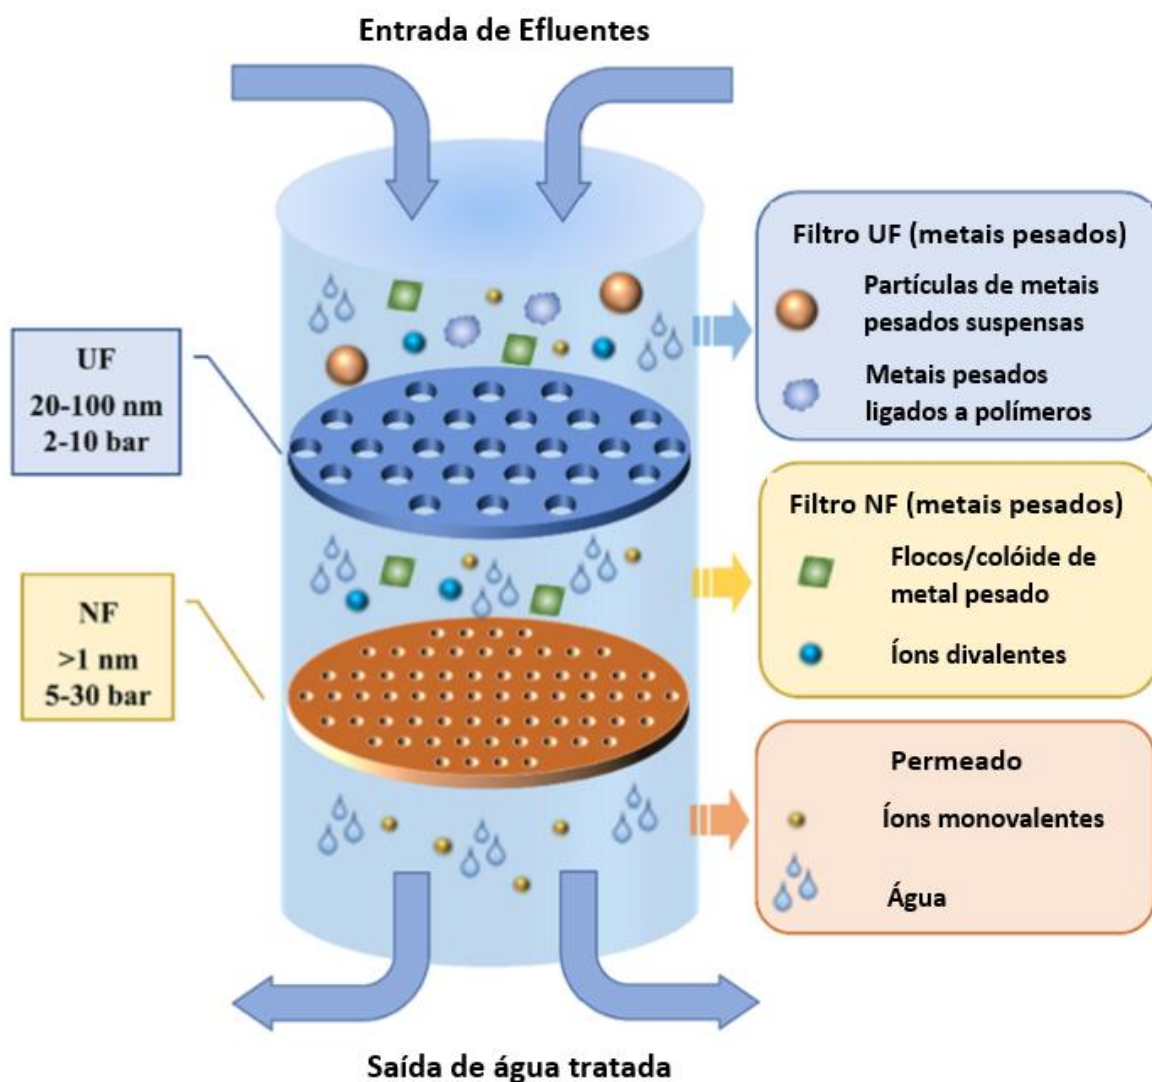 Entrada de Efluentes
UF
20-100 nm
2-10 bar
NF
>1 nm
5-30 bar
Filtro UF (metais pesados)
Partículas de metais
pesados suspensas
Metais pesados
ligados a polímeros
Filtro NF (metais pesados)
Flocos/colóide de
metal pesado
Íons divalentes
Permeado
Íons monovalentes
Água
Saída de água tratada